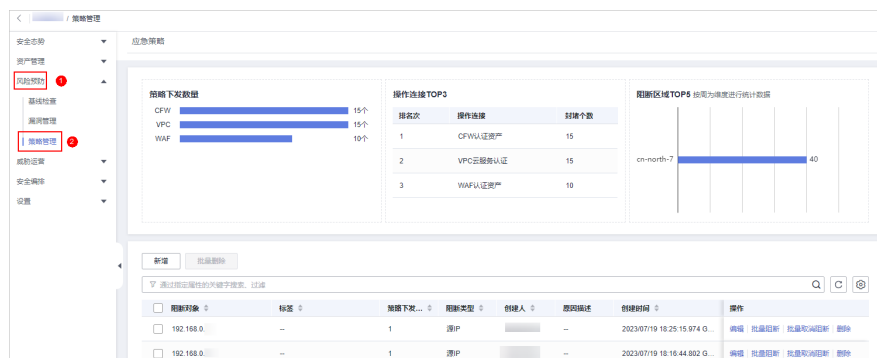 / 策略管理
安全态势
应急策略
资产管理
风险预防 1
基线检查
漏洞管理
策略管理 2
威胁运营
安全编排
设置
策略下发数量
CFW 15个
VPC 15个
WAF 10个
操作连接TOP3
排名次 操作连接 封堵个数
1 CFW认证资产 15
2 VPC云服务认证 15
3 WAF认证资产 10
阻断区域TOP5 按周为维度进行统计数据
cn-north-7 40
新增 批量删除
通过指定属性的关键字搜索、过滤
阻断对象 标签 策略下发... 阻断类型 创建人 原因描述 创建时间 操作
192.168.0. -- 1 源IP -- 2023/07/19 18:25:15.974 G... 编辑 批量阻断 批量取消阻断 删除
192.168.0. -- 1 源IP -- 2023/07/19 18:16:44.802 G... 编辑 批量阻断 批量取消阻断 删除